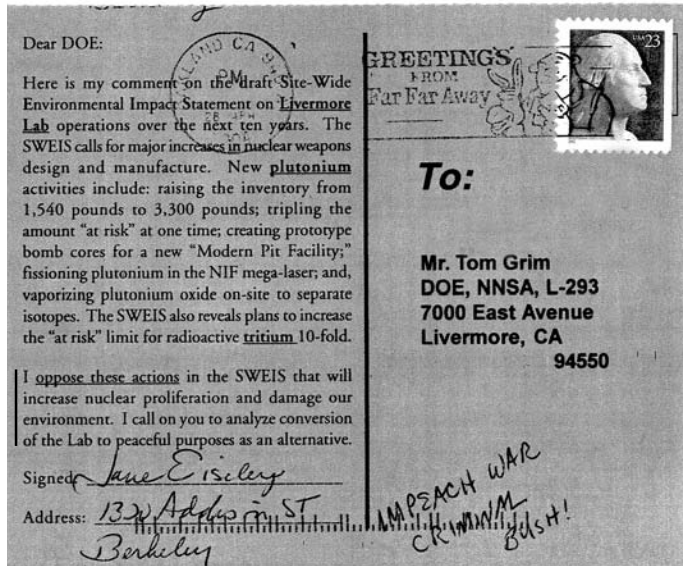 Dear DOE:
Here is my comment on the draft Site-Wide
Environmental Impact Statement on Livermore
Lab operations over the next ten years. The
SWEIS calls for major increases in nuclear weapons
design and manufacture. New plutonium
activities include: raising the inventory from
1,540 pounds to 3,300 pounds; tripling the
amount "at risk" at one time; creating prototype
bomb cores for a new "Modern Pit Facility;"
fissioning plutonium in the NIF mega-laser; and,
vaporizing plutonium oxide on-site to separate
isotopes. The SWEIS also reveals plans to increase
the "at risk" limit for radioactive tritium 10-fold.
I oppose these actions in the SWEIS that will
increase nuclear proliferation and damage our
environment. I call on you to analyze conversion
of the Lab to peaceful purposes as an alternative.
Signed: Jane Eiseley
Address: Addison ST
Berkeley
LAND CA
PM
GREETINGS
FROM
Far Far Away
USA 23
To:
Mr. Tom Grim
DOE, NNSA, L-293
7000 East Avenue
Livermore, CA
94550
IMPEACH WAR
CRIMINAL
BUSH!